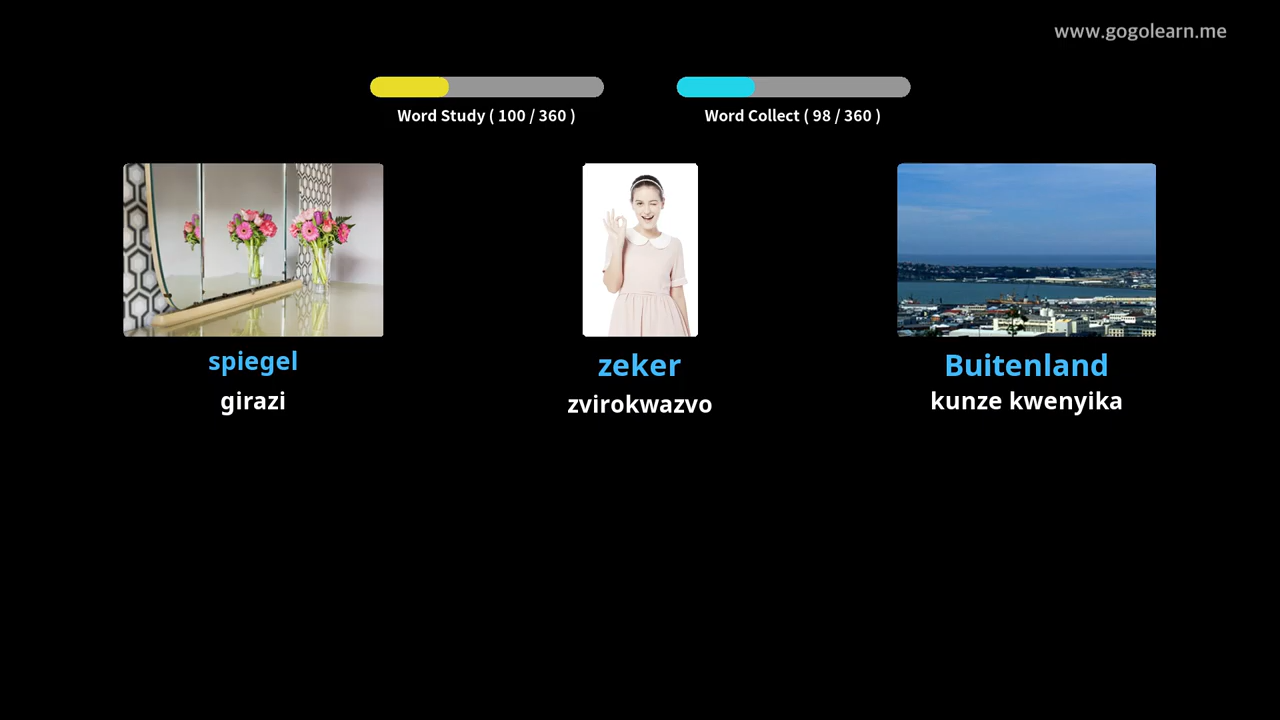 www.gogolearn.me
Word Study ( 100 / 360 )
Word Collect ( 98 / 360 )
spiegel
girazi
zeker
zvirokwazvo
Buitenland
kunze kwenyika